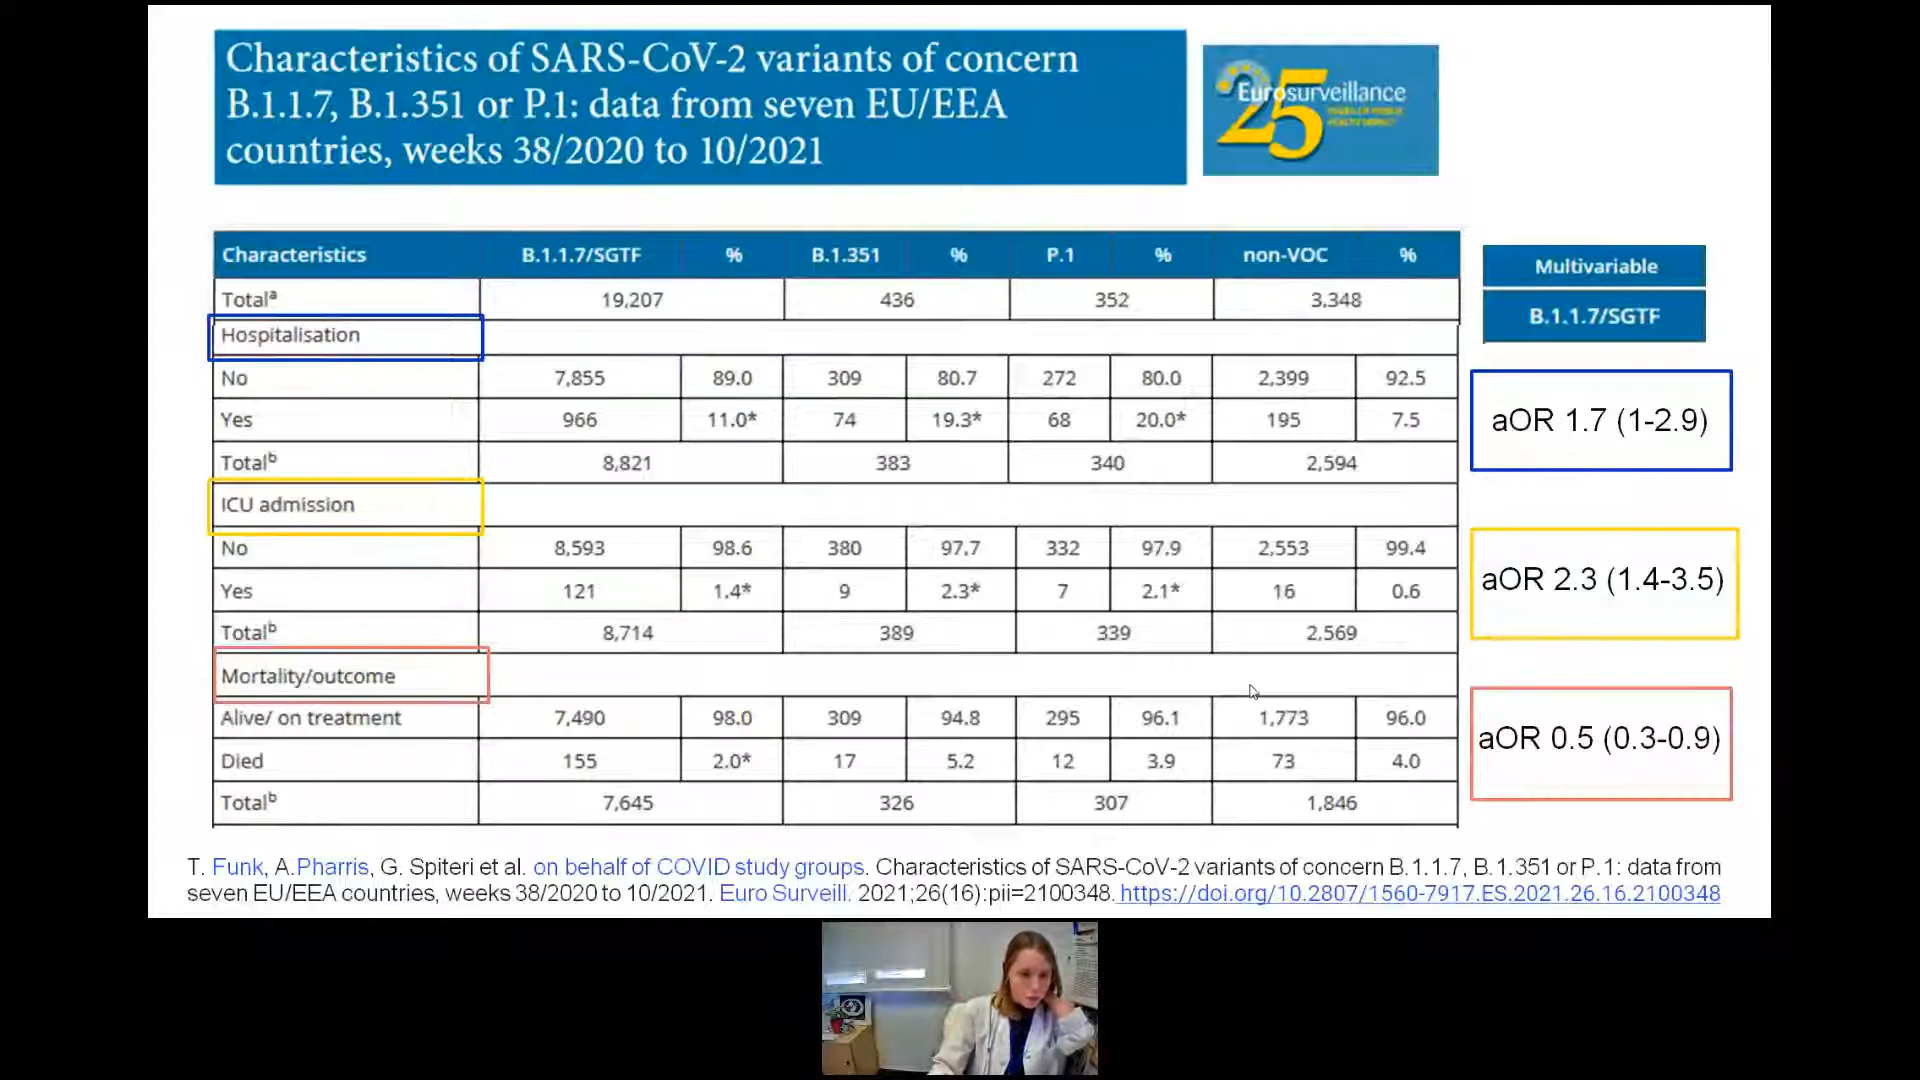 Characteristics of SARS-CoV-2 variants of concern
B.1.1.7, B.1.351 or P.1: data from seven EU/EEA
countries, weeks 38/2020 to 10/2021
Eurosurveillance
25
Characteristics B.1.1.7/SGTF % B.1.351 % P.1 % non-VOC %
Totalᵃ 19,207 436 352 3,348
Hospitalisation
No 7,855 89.0 309 80.7 272 80.0 2,399 92.5
Yes 966 11.0* 74 19.3* 68 20.0* 195 7.5
Totalᵇ 8,821 383 340 2,594
ICU admission
No 8,593 98.6 380 97.7 332 97.9 2,553 99.4
Yes 121 1.4* 9 2.3* 7 2.1* 16 0.6
Totalᵇ 8,714 389 339 2,569
Mortality/outcome
Alive/ on treatment 7,490 98.0 309 94.8 295 96.1 1,773 96.0
Died 155 2.0* 17 5.2 12 3.9 73 4.0
Totalᵇ 7,645 326 307 1,846
Multivariable
B.1.1.7/SGTF
aOR 1.7 (1-2.9)
aOR 2.3 (1.4-3.5)
aOR 0.5 (0.3-0.9)
T. Funk, A.Pharris, G. Spiteri et al. on behalf of COVID study groups. Characteristics of SARS-CoV-2 variants of concern B.1.1.7, B.1.351 or P.1: data from
seven EU/EEA countries, weeks 38/2020 to 10/2021. Euro Surveill. 2021;26(16):pii=2100348. https://doi.org/10.2807/1560-7917.ES.2021.26.16.2100348